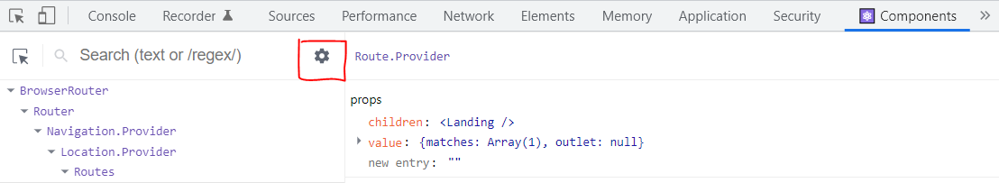 Console Recorder Sources Performance Network Elements Memory Application Security Components
Search (text or /regex/) Route.Provider
BrowserRouter props
Router children: <Landing />
Navigation.Provider value: {matches: Array(1), outlet: null}
Location.Provider new entry: ""
Routes